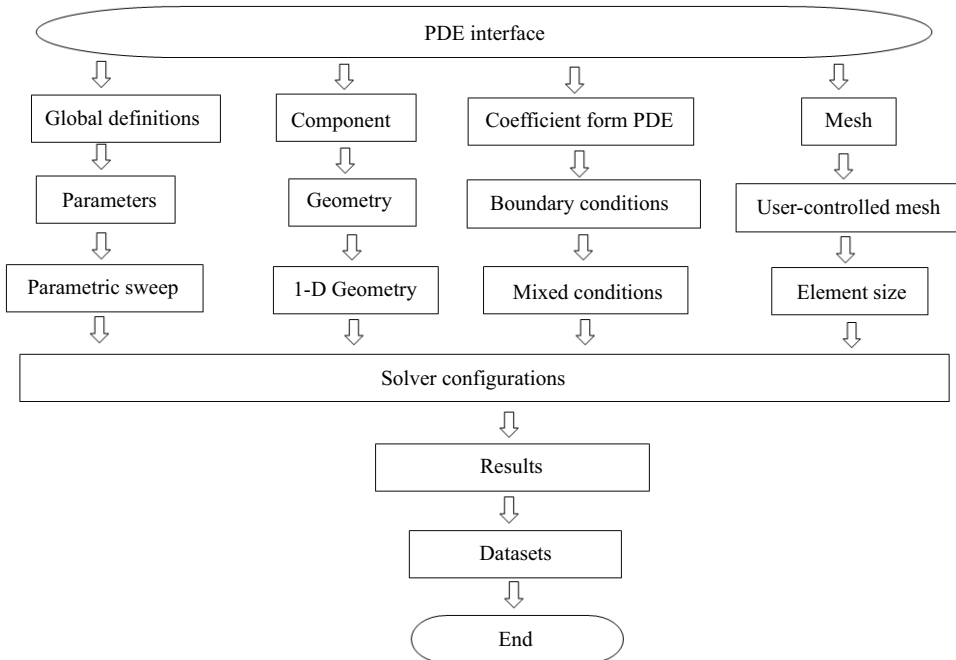 PDE interface
Global definitions
Component
Coefficient form PDE
Mesh
Parameters
Geometry
Boundary conditions
User-controlled mesh
Parametric sweep
1-D Geometry
Mixed conditions
Element size
Solver configurations
Results
Datasets
End